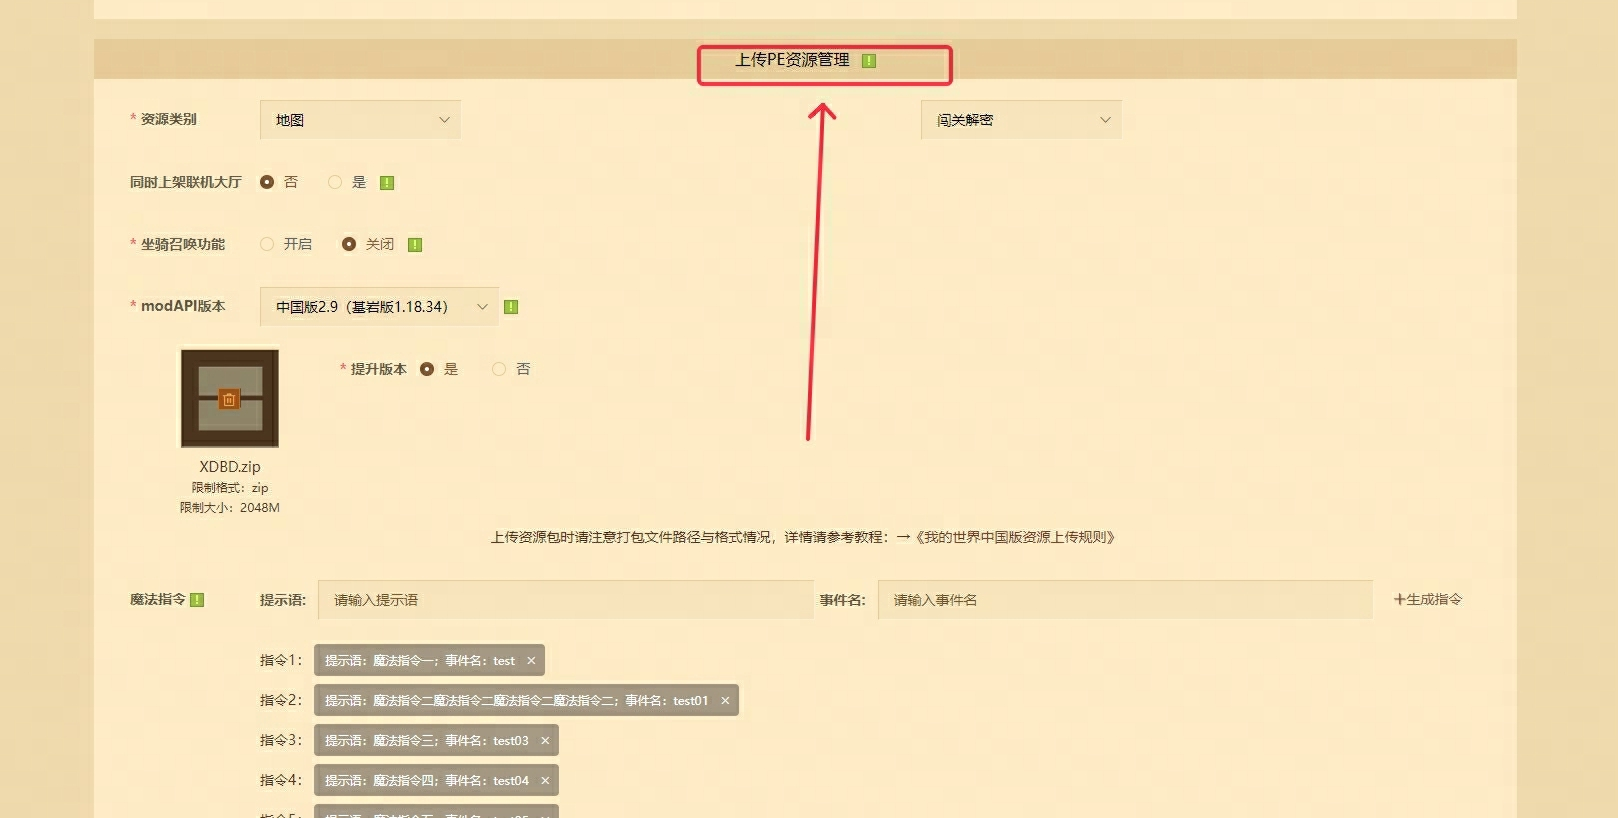 上传PE资源管理 !
* 资源类别 地图 闯关解密
同时上架联机大厅 否 是 !
* 坐骑召唤功能 开启 关闭 !
* modAPI版本 中国版2.9（基岩版1.18.34） !
* 提升版本 是 否
XDBD.zip
限制格式：zip
限制大小：2048M
上传资源包时请注意打包文件路径与格式情况，详情请参考教程：→《我的世界中国版资源上传规则》
魔法指令 ! 提示语: 请输入提示语 事件名: 请输入事件名 +生成指令
指令1： 提示语：魔法指令一；事件名：test ×
指令2： 提示语：魔法指令二魔法指令二魔法指令二魔法指令二；事件名：test01 ×
指令3： 提示语：魔法指令三；事件名：test03 ×
指令4： 提示语：魔法指令四；事件名：test04 ×